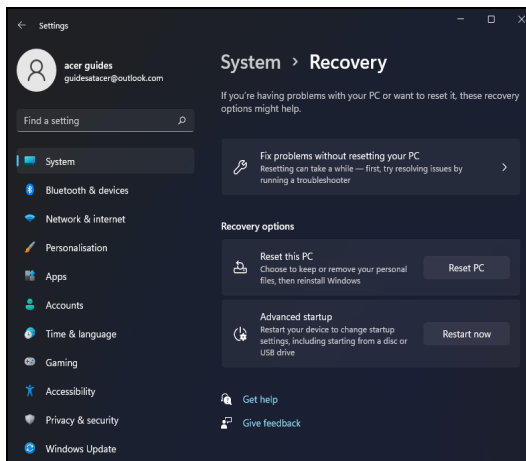 Settings
acer guides
guidesatacer@outlook.com
Find a setting
System
Bluetooth & devices
Network & internet
Personalisation
Apps
Accounts
Time & language
Gaming
Accessibility
Privacy & security
Windows Update
System > Recovery
If you're having problems with your PC or want to reset it, these recovery
options might help.
Fix problems without resetting your PC
Resetting can take a while — first, try resolving issues by
running a troubleshooter
Recovery options
Reset this PC
Choose to keep or remove your personal
files, then reinstall Windows
Reset PC
Advanced startup
Restart your device to change startup
settings, including starting from a disc or
USB drive
Restart now
Get help
Give feedback